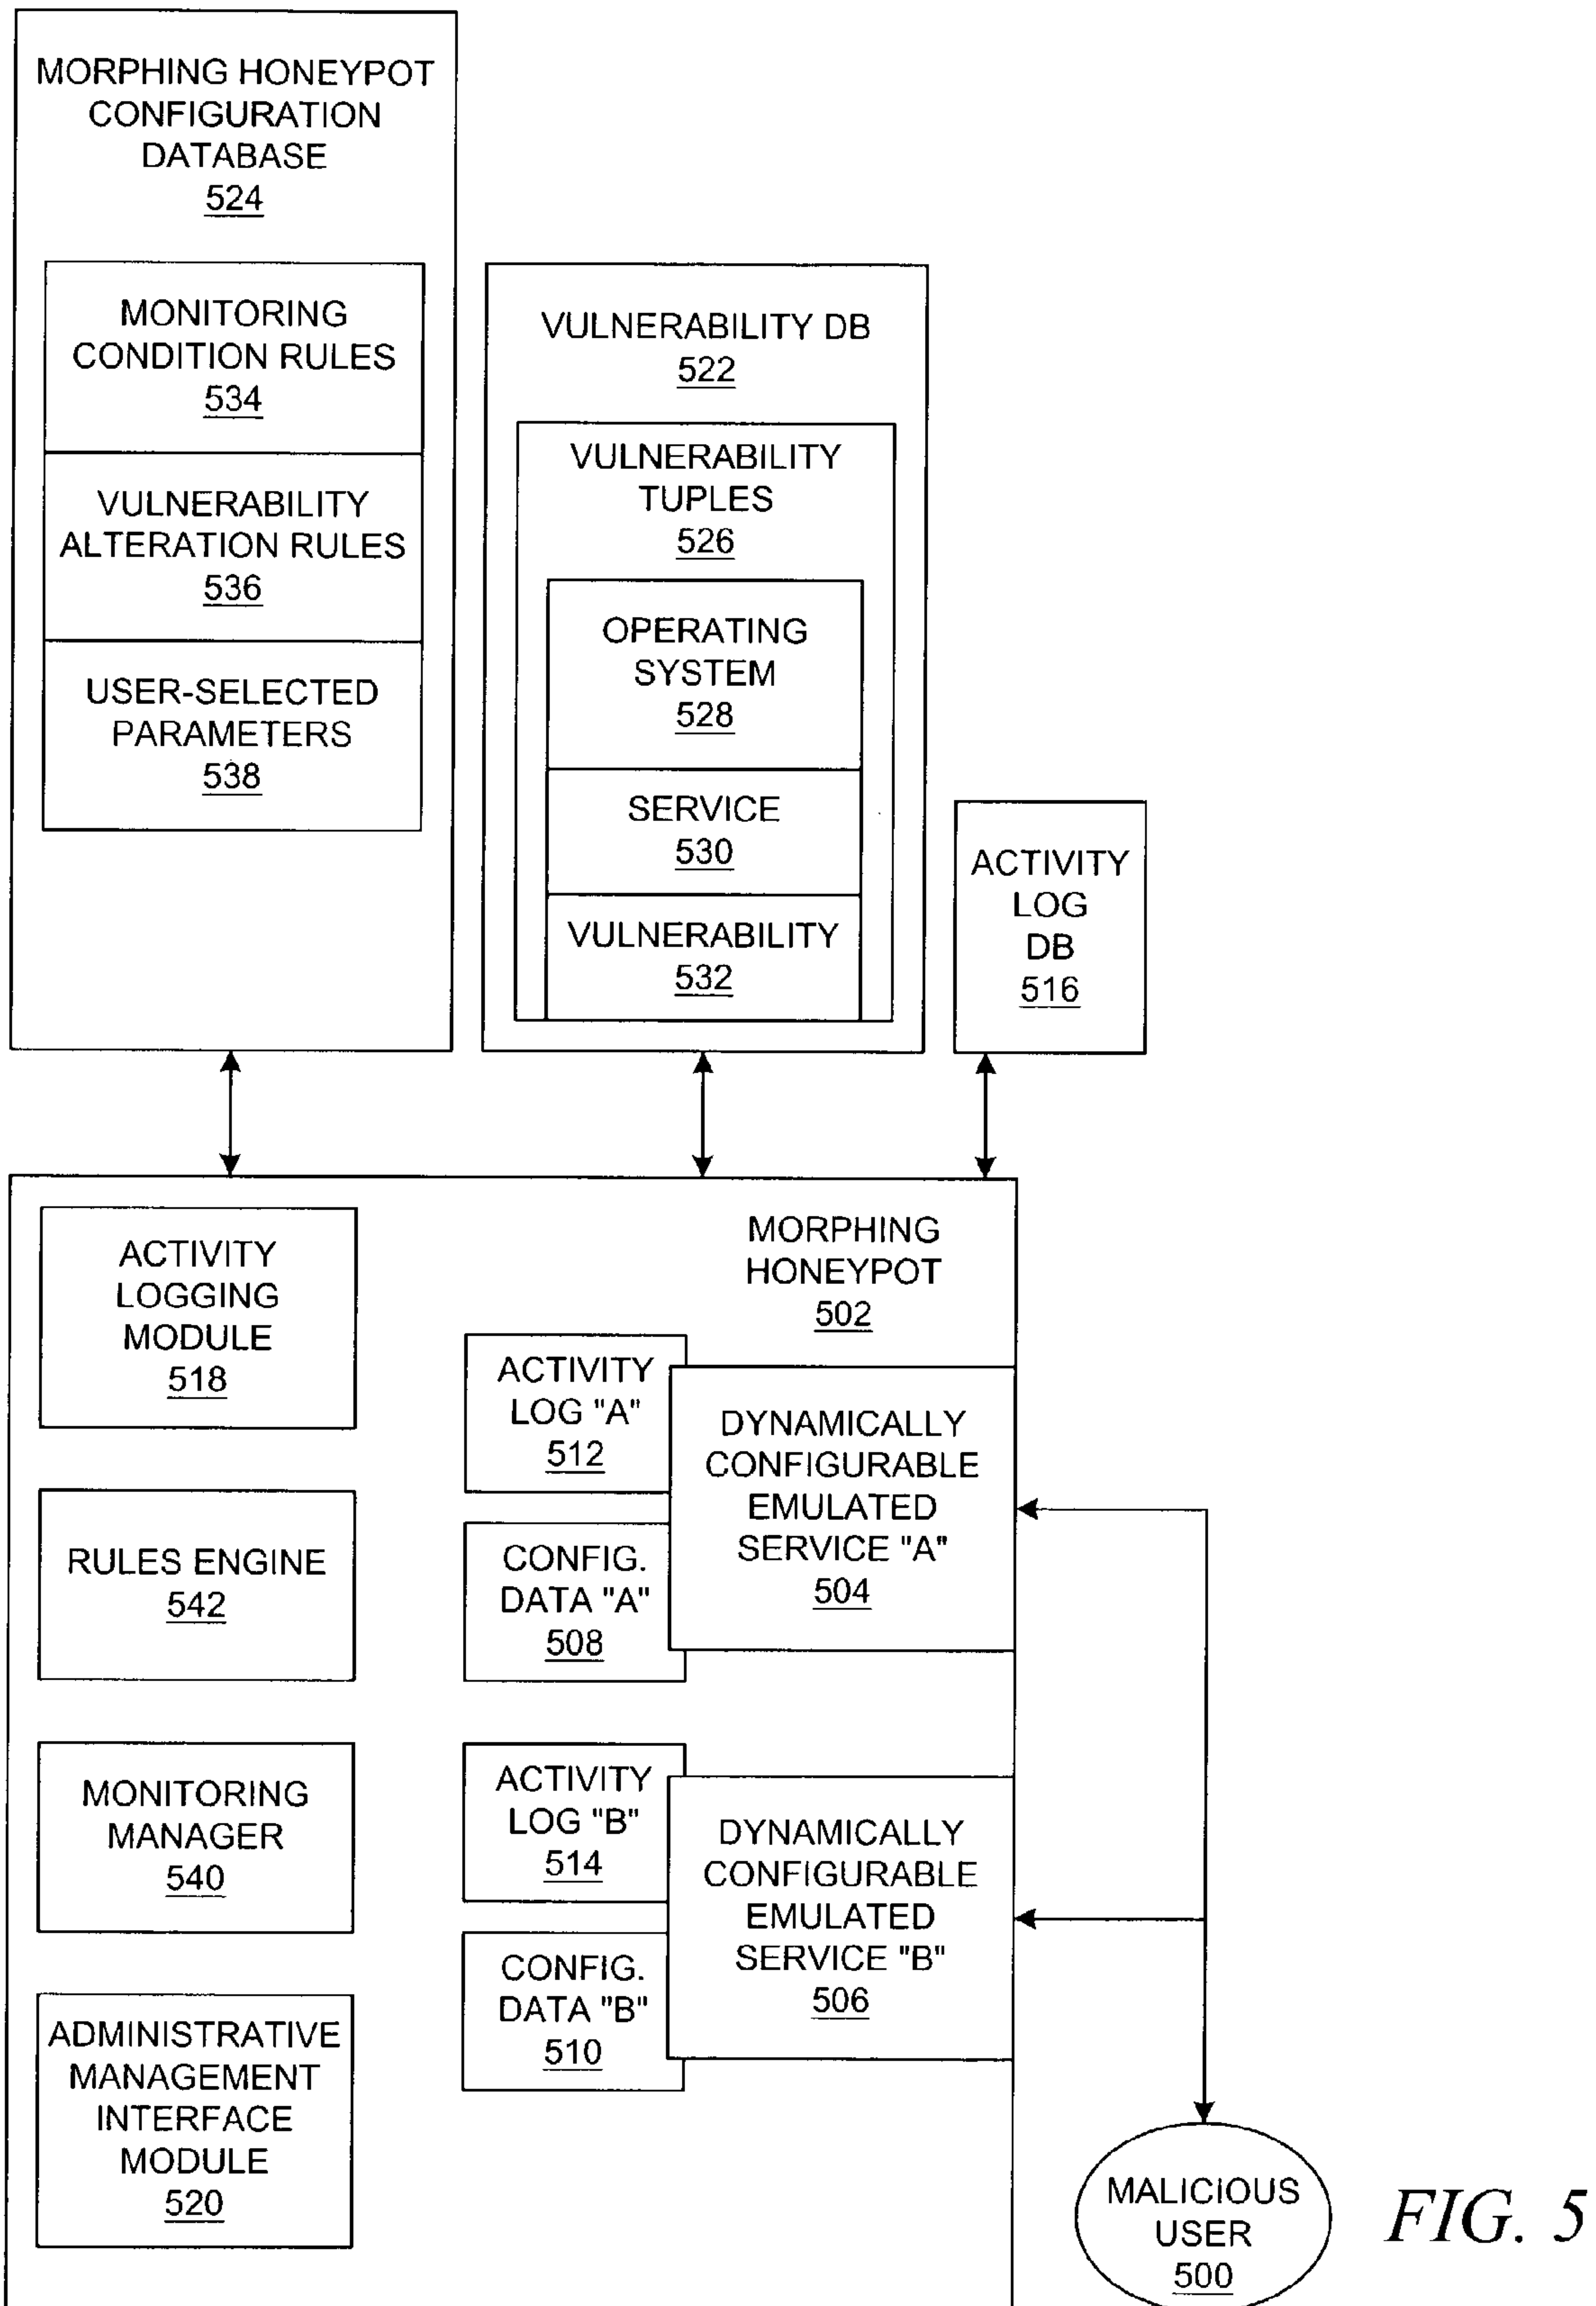 MORPHING HONEYPOT
CONFIGURATION
DATABASE
524
MONITORING
CONDITION RULES
534
VULNERABILITY
ALTERATION RULES
536
USER-SELECTED
PARAMETERS
538
VULNERABILITY DB
522
VULNERABILITY
TUPLES
526
OPERATING
SYSTEM
528
SERVICE
530
VULNERABILITY
532
ACTIVITY
LOG
DB
516
MORPHING
HONEYPOT
502
ACTIVITY
LOGGING
MODULE
518
RULES ENGINE
542
MONITORING
MANAGER
540
ADMINISTRATIVE
MANAGEMENT
INTERFACE
MODULE
520
ACTIVITY
LOG "A"
512
CONFIG.
DATA "A"
508
DYNAMICALLY
CONFIGURABLE
EMULATED
SERVICE "A"
504
ACTIVITY
LOG "B"
514
CONFIG.
DATA "B"
510
DYNAMICALLY
CONFIGURABLE
EMULATED
SERVICE "B"
506
MALICIOUS
USER
500
FIG. 5